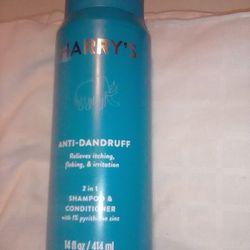 HARRY'S
ANTI-DANDRUFF
Relieves itching,
flaking, & irritation
2 in 1
SHAMPOO &
CONDITIONER
with 1% pyrithione zinc
14 fl oz / 414 ml